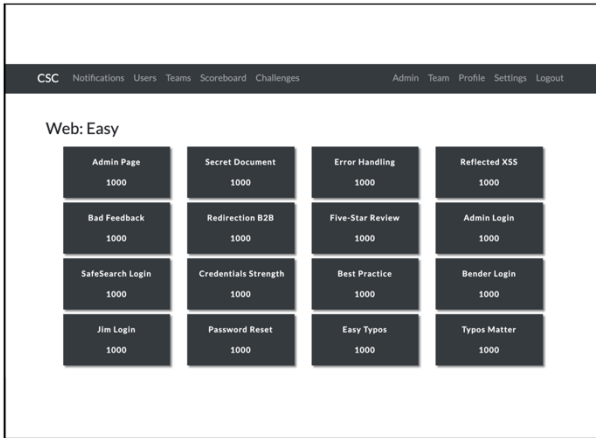 CSC Notifications Users Teams Scoreboard Challenges Admin Team Profile Settings Logout
Web: Easy
Admin Page Secret Document Error Handling Reflected XSS
1000 1000 1000 1000
Bad Feedback Redirection B2B Five-Star Review Admin Login
1000 1000 1000 1000
SafeSearch Login Credentials Strength Best Practice Bender Login
1000 1000 1000 1000
Jim Login Password Reset Easy Typos Typos Matter
1000 1000 1000 1000